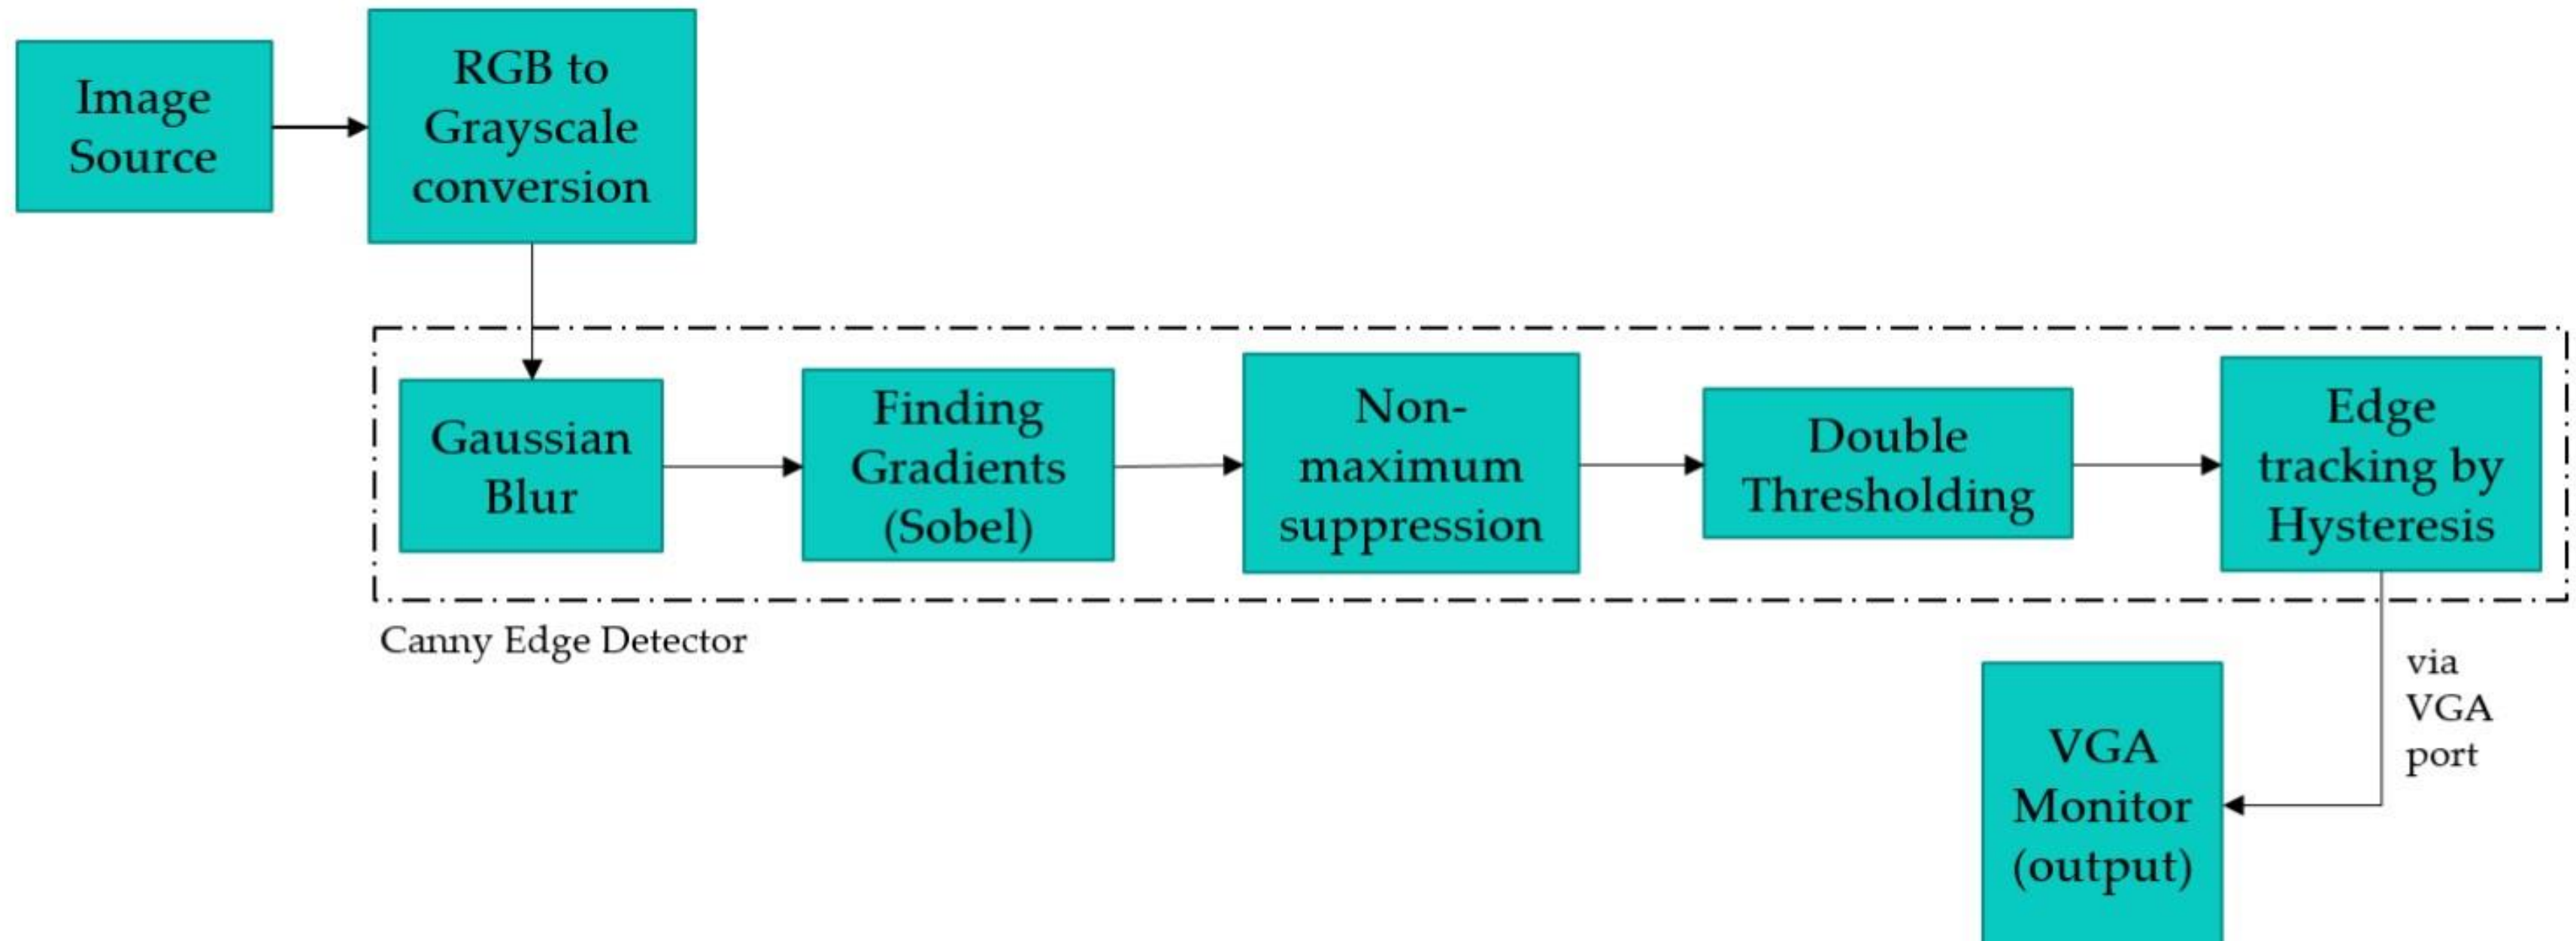 Image
Source
RGB to
Grayscale
conversion
Gaussian
Blur
Finding
Gradients
(Sobel)
Non-
maximum
suppression
Double
Thresholding
Edge
tracking by
Hysteresis
Canny Edge Detector
via
VGA
port
VGA
Monitor
(output)